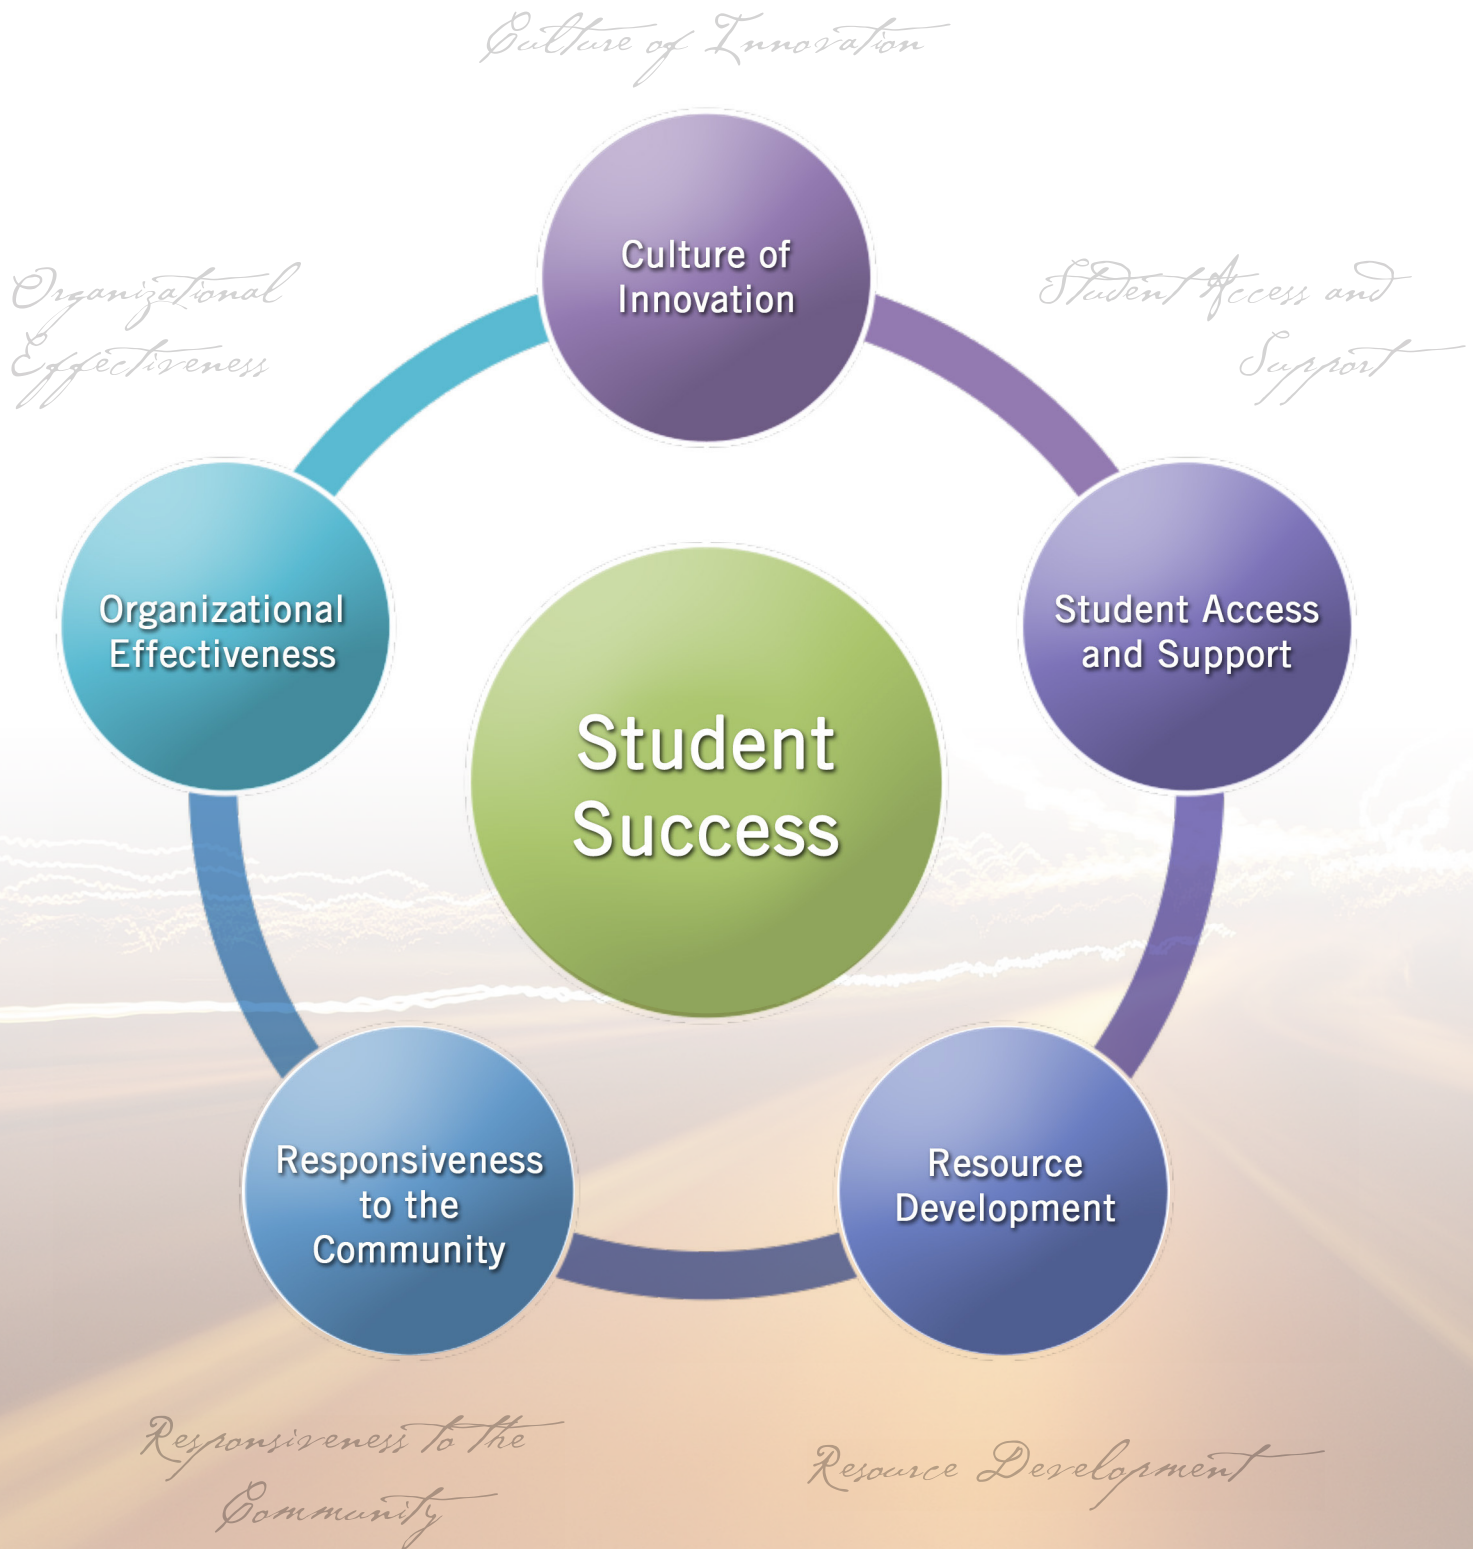 Culture of Innovation
Culture of
Innovation
Organizational
Effectiveness
Student Access and
Support
Organizational
Effectiveness
Student Access
and Support
Student
Success
Responsiveness
to the
Community
Resource
Development
Responsiveness to the
Community
Resource Development